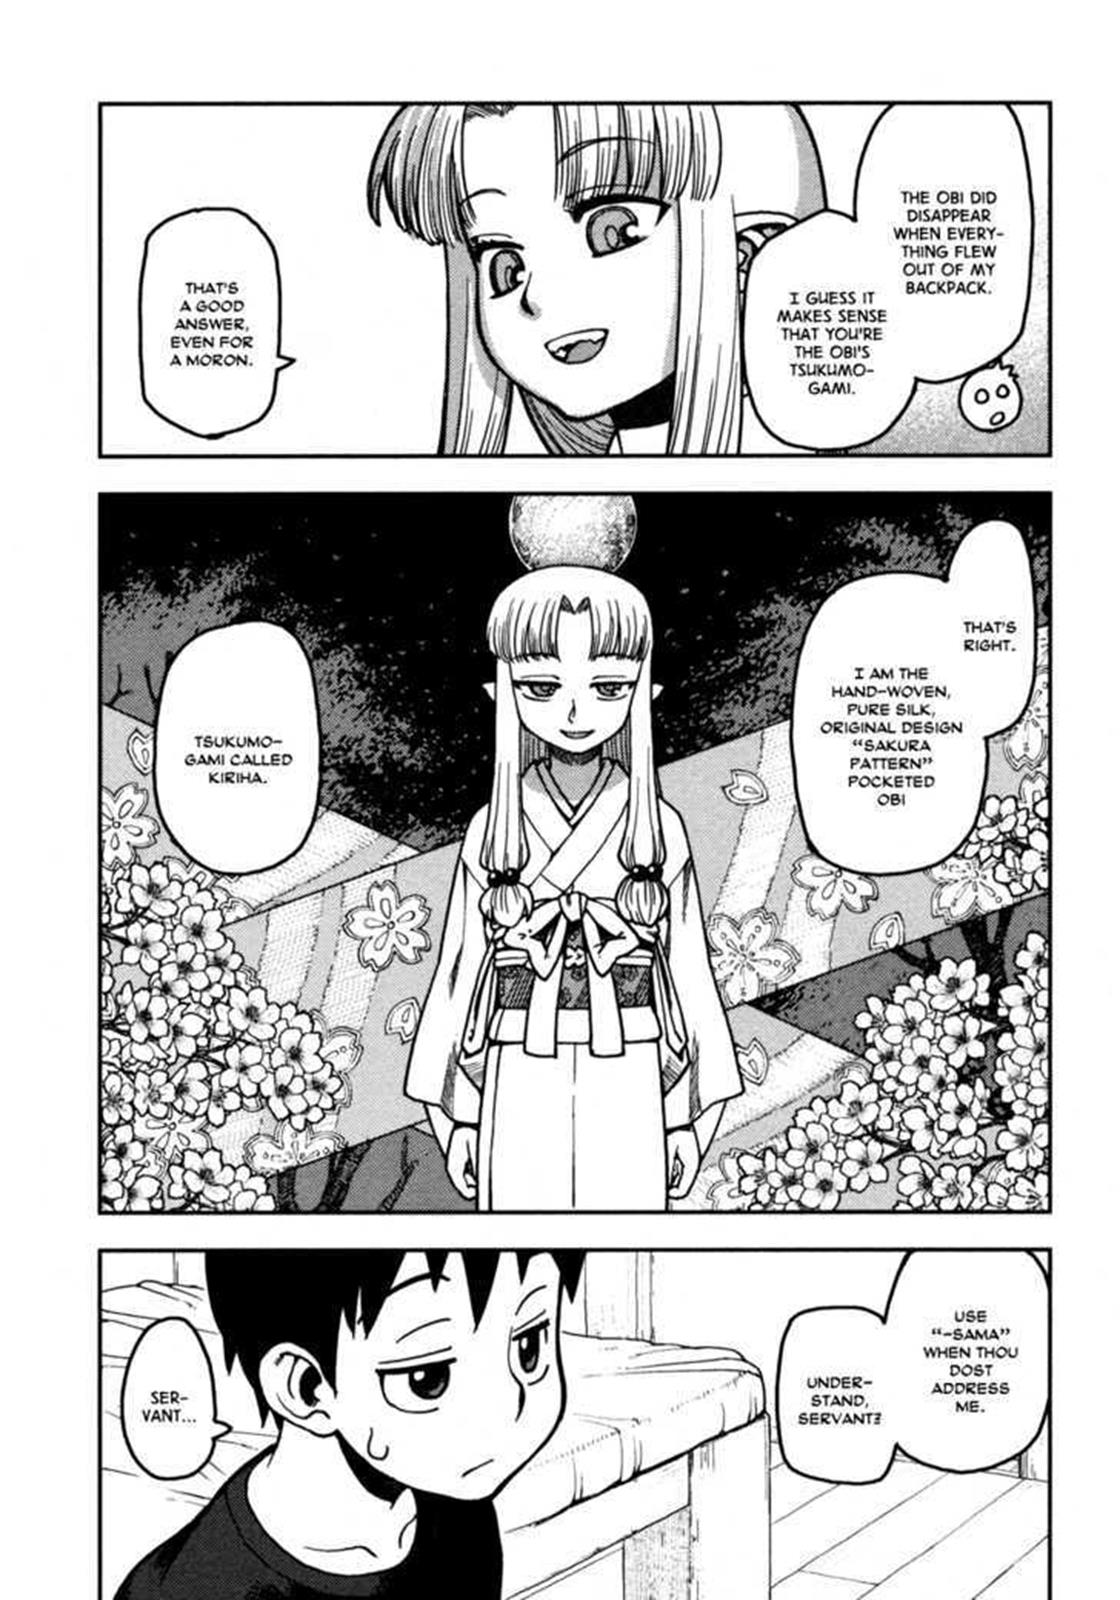 THE OBI DID
DISAPPEAR
WHEN EVERY-
THING FLEW
OUT OF MY
BACKPACK.
I GUESS IT
MAKES SENSE
THAT YOU'RE
THE OBI'S
TSUKUMO-
GAMI.
THAT'S
A GOOD
ANSWER,
EVEN FOR
A MORON.
THAT'S
RIGHT.
I AM THE
HAND-WOVEN,
PURE SILK,
ORIGINAL DESIGN
"SAKURA
PATTERN"
POCKETED
OBI
TSUKUMO-
GAMI CALLED
KIRIHA.
USE
"-SAMA"
WHEN THOU
DOST
ADDRESS
ME.
UNDER-
STAND,
SERVANT?
SER-
VANT...